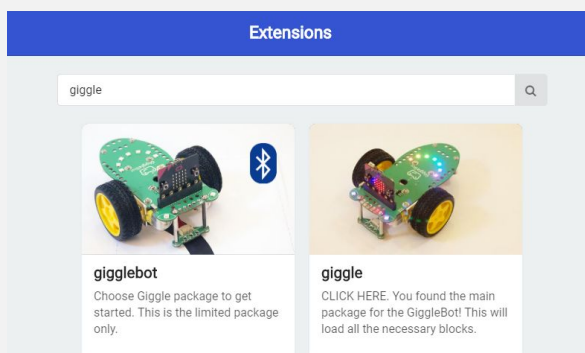 Extensions
giggle
gigglebot
Choose Giggle package to get
started. This is the limited package
only.
giggle
CLICK HERE. You found the main
package for the GiggleBot! This will
load all the necessary blocks.